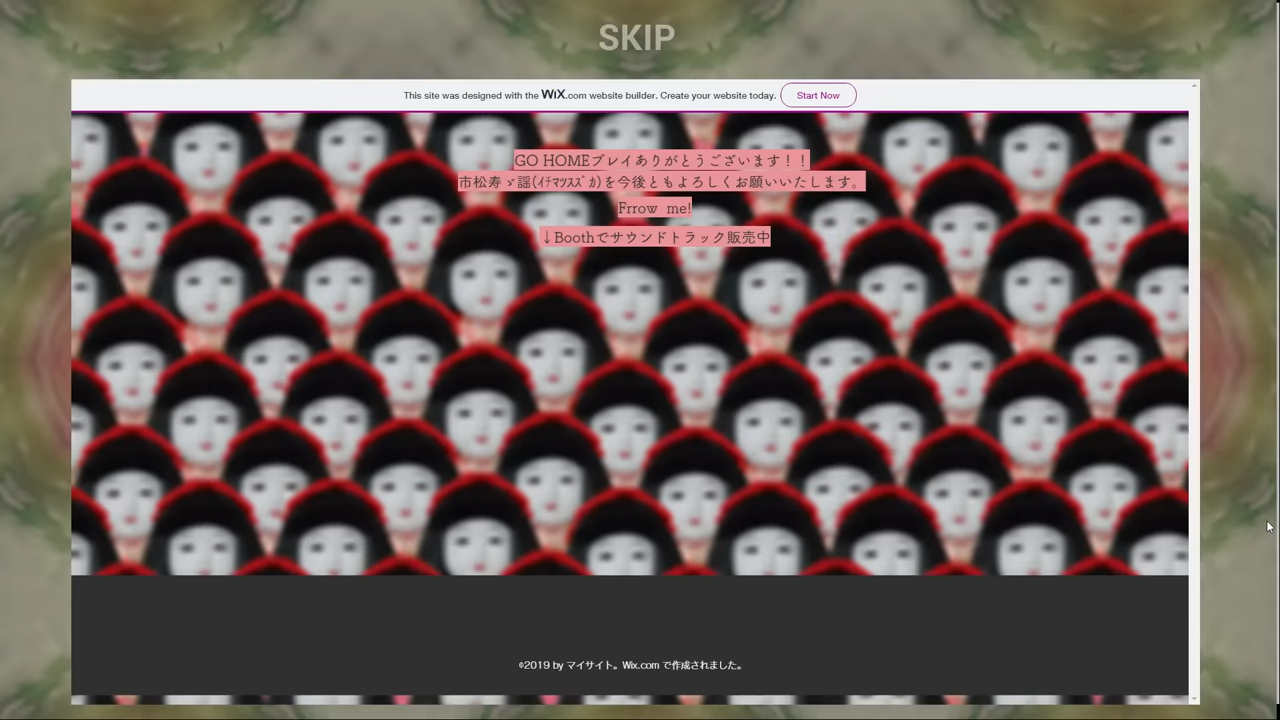 SKIP
This site was designed with the WiX.com website builder. Create your website today. Start Now
GO HOMEプレイありがとうございます！！
市松寿ゞ謡(ｲﾁﾏﾂｽｽﾞｶ)を今後ともよろしくお願いいたします。
Frrow me!
↓Boothでサウンドトラック販売中
©2019 by マイサイト。Wix.com で作成されました。